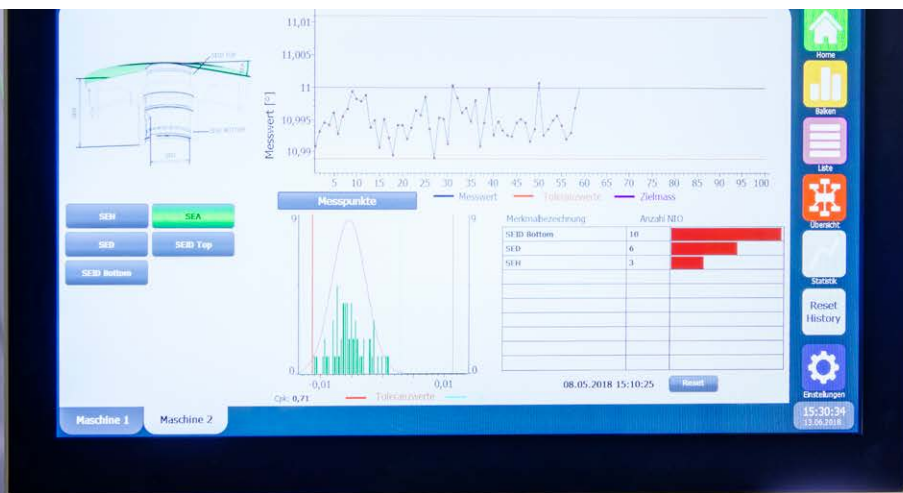 11,01
11,005
11
10,995
10,99
Messwert [°]
5 10 15 20 25 30 35 40 45 50 55 60 65 70 75 80 85 90 95 100
Messwert Toleranzwerte Zielmass
SEH SEA
SED SEID Top
SEID Bottom
Messpunkte
9 9
0 0
-0,01 0,01
Cpk: 0,71 Toleranzwerte
Merkmalbezeichnung Anzahl NIO
SEID Bottom 10
SED 6
SEH 3
08.05.2018 15:10:25 Reset
Maschine 1 Maschine 2
Home
Balken
Liste
Übersicht
Statistik
Reset
History
Einstellungen
15:30:34
13.06.2018